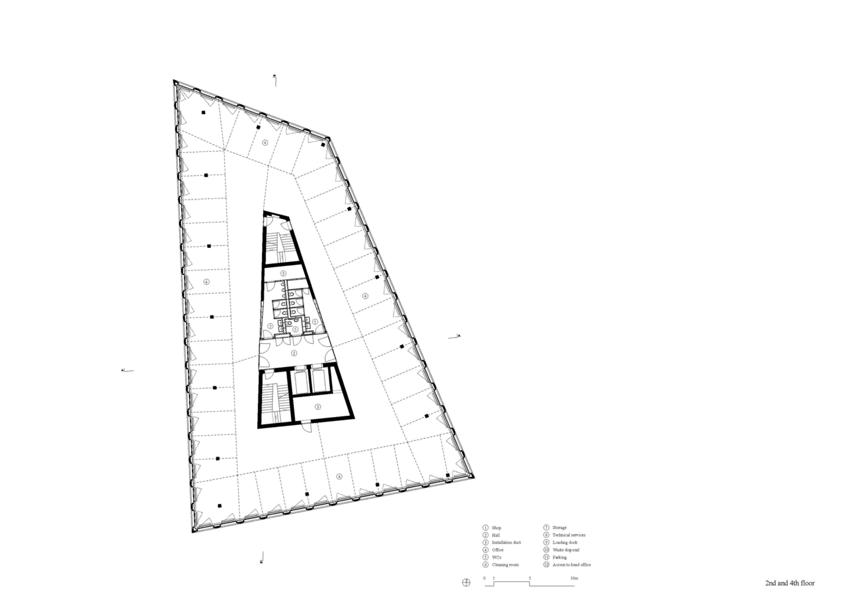 ① Shop
② Hall
③ Installation duct
④ Office
⑤ WCs
⑥ Cleaning room
⑦ Storage
⑧ Technical services
⑨ Loading dock
⑩ Waste disposal
⑪ Parking
⑫ Access to head office
0 1 5 10m
2nd and 4th floor